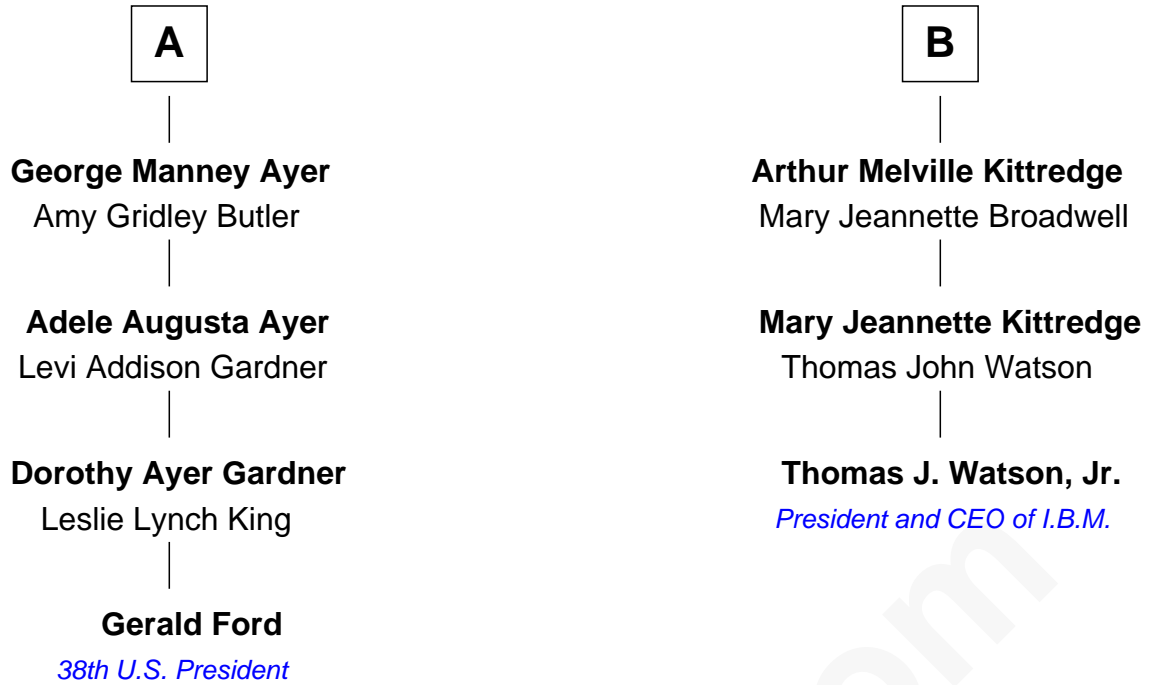 A
George Manney Ayer
Amy Gridley Butler
Adele Augusta Ayer
Levi Addison Gardner
Dorothy Ayer Gardner
Leslie Lynch King
Gerald Ford
38th U.S. President
B
Arthur Melville Kittredge
Mary Jeannette Broadwell
Mary Jeannette Kittredge
Thomas John Watson
Thomas J. Watson, Jr.
President and CEO of I.B.M.
om